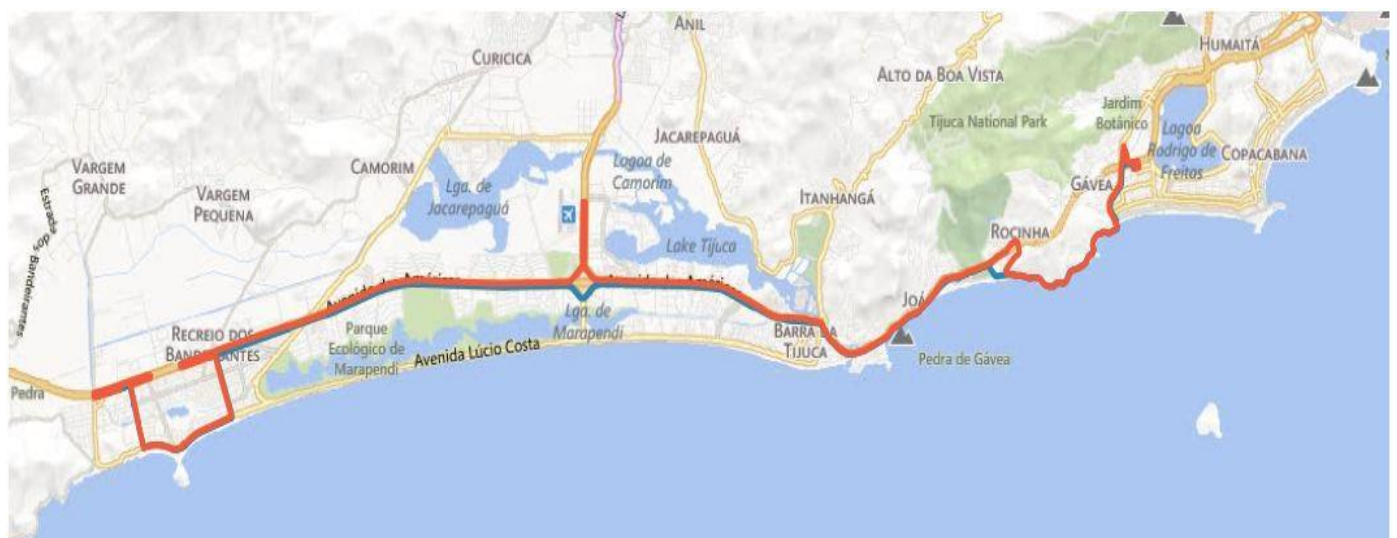 ANIL
HUMAITÁ
CURICICA
ALTO DA BOA VISTA
Jardim
Botânico
Tijuca National Park
JACAREPAGUÁ
Lagoa
Rodrigo de
Freitas
COPACABANA
VARGEM
GRANDE
CAMORIM
Lagoa de
Camorim
Lga. de
Jacarepaguá
GÁVEA
VARGEM
PEQUENA
ITANHANGÁ
Estrada dos Bandeirantes
ROCINHA
Lake Tijuca
JOÁ
RECREIO DOS
Parque
Ecológico de
Marapendi
Lga. de
Marapendi
BARRA DA
TIJUCA
Avenida Lúcio Costa
Pedra de Gávea
Pedra